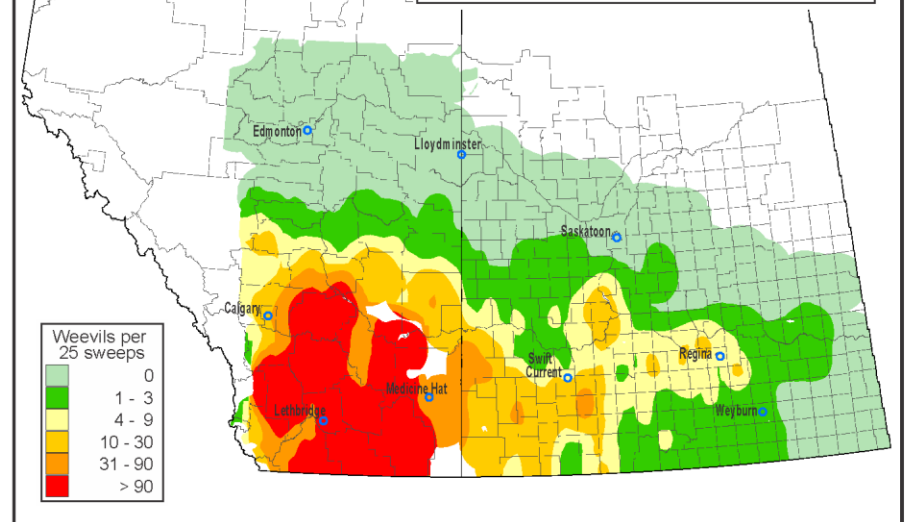 Edmonton
Lloydminster
Saskatoon
Calgary
Weevils per
25 sweeps
0
1 - 3
4 - 9
10 - 30
31 - 90
> 90
Swift
Current
Regina
Medicine Hat
Lethbridge
Weyburn